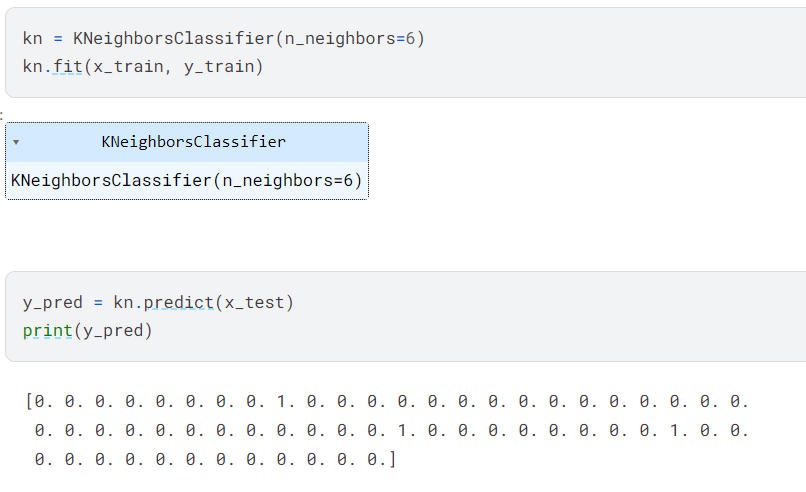 kn = KNeighborsClassifier(n_neighbors=6)
kn.fit(x_train, y_train)
:
▾ KNeighborsClassifier
KNeighborsClassifier(n_neighbors=6)
y_pred = kn.predict(x_test)
print(y_pred)
[0. 0. 0. 0. 0. 0. 0. 0. 1. 0. 0. 0. 0. 0. 0. 0. 0. 0. 0. 0. 0. 0. 0. 0.
0. 0. 0. 0. 0. 0. 0. 0. 0. 0. 0. 0. 1. 0. 0. 0. 0. 0. 0. 0. 0. 1. 0. 0.
0. 0. 0. 0. 0. 0. 0. 0. 0. 0. 0. 0.]